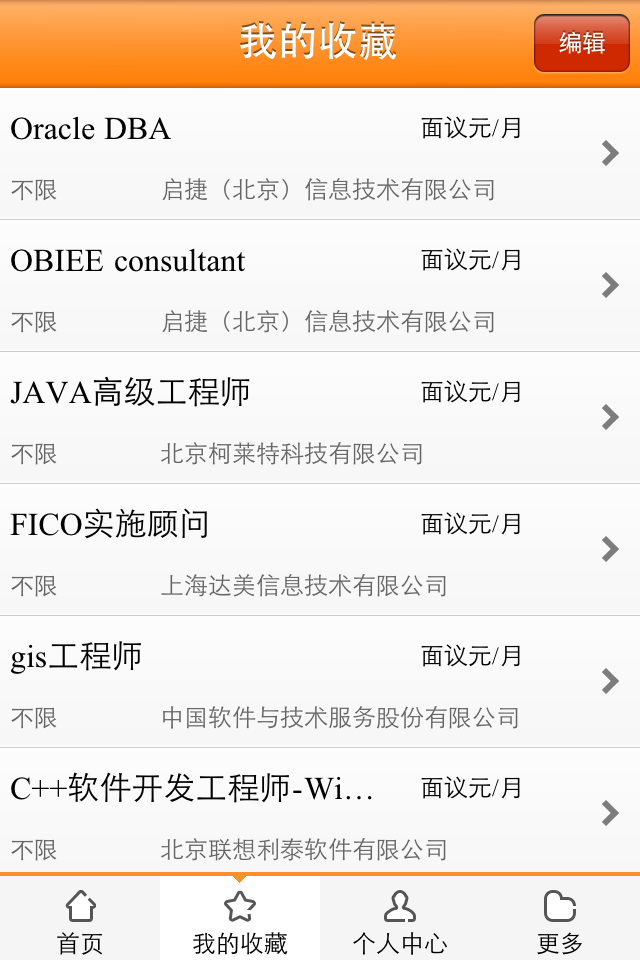 我的收藏
编辑
Oracle DBA 面议元/月
不限 启捷（北京）信息技术有限公司
OBIEE consultant 面议元/月
不限 启捷（北京）信息技术有限公司
JAVA高级工程师 面议元/月
不限 北京柯莱特科技有限公司
FICO实施顾问 面议元/月
不限 上海达美信息技术有限公司
gis工程师 面议元/月
不限 中国软件与技术服务股份有限公司
C++软件开发工程师-Wi... 面议元/月
不限 北京联想利泰软件有限公司
首页 我的收藏 个人中心 更多